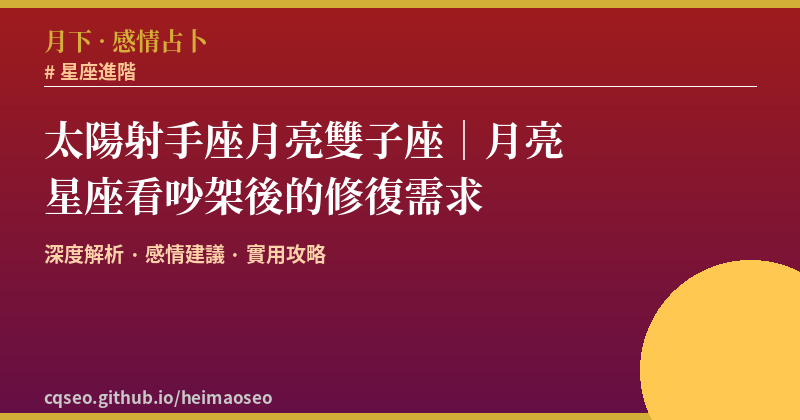 月下 · 感情占卜
# 星座進階
太陽射手座月亮雙子座｜月亮
星座看吵架後的修復需求
深度解析 · 感情建議 · 實用攻略
cqseo.github.io/heimaoseo